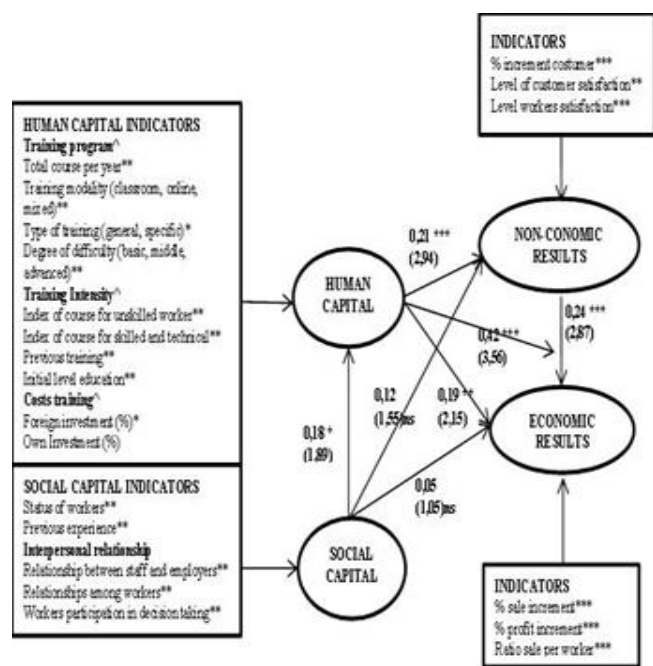 INDICATORS
% increment costumer***
Level of customer satisfaction**
Level workers satisfaction***
HUMAN CAPITAL INDICATORS
Training program^
Total course per year**
Training modality (classroom, online,
mixed)**
Type of training (general, specific)*
Degree of difficulty (basic, middle,
advanced)**
Training Intensity^
Index of course for unskilled worker**
Index of course for skilled and technical**
Previous training**
Initial level education**
Costs training^
Foreign investment (%)*
Own Investment (%)
SOCIAL CAPITAL INDICATORS
Status of workers**
Previous experience**
Interpersonal relationship
Relationship between staff and employers**
Relationships among workers**
Workers participation in decision taking**
HUMAN
CAPITAL
SOCIAL
CAPITAL
NON-CONOMIC
RESULTS
ECONOMIC
RESULTS
0,21 ***
(2,94)
0,42 ***
(3,56)
0,24 ***
(2,87)
0,12
(1,55)ns
0,19 **
(2,15)
0,18 *
(1,89)
0,05
(1,05)ns
INDICATORS
% sale increment***
% profit increment***
Ratio sale per worker***